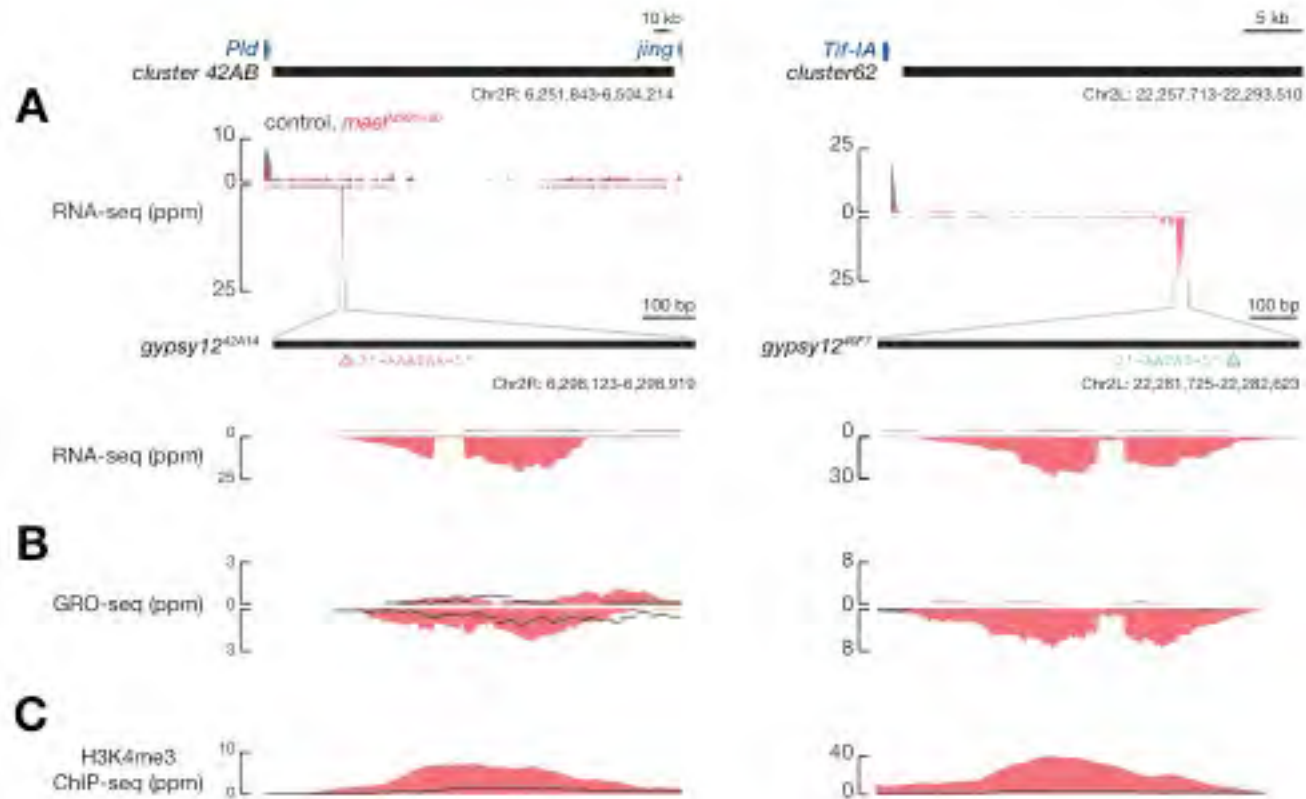 10 kb
5 kb
Pld
jing
Tif-IA
cluster 42AB
cluster62
Chr2R: 6,251,843-6,504,214
Chr2L: 22,257,713-22,293,510
A
control,
10
0
25
RNA-seq (ppm)
25
0
25
100 bp
100 bp
gypsy12
gypsy12
Chr2R: 6,298,123-6,298,919
Chr2L: 22,281,725-22,282,623
RNA-seq (ppm)
0
25
0
30
B
GRO-seq (ppm)
3
0
3
8
0
8
C
H3K4me3
ChIP-seq (ppm)
10
0
40
0